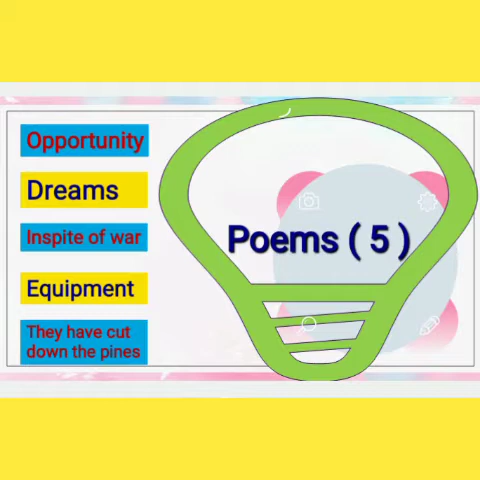 Opportunity
Dreams
Inspite of war
Equipment
They have cut
down the pines
Poems ( 5 )